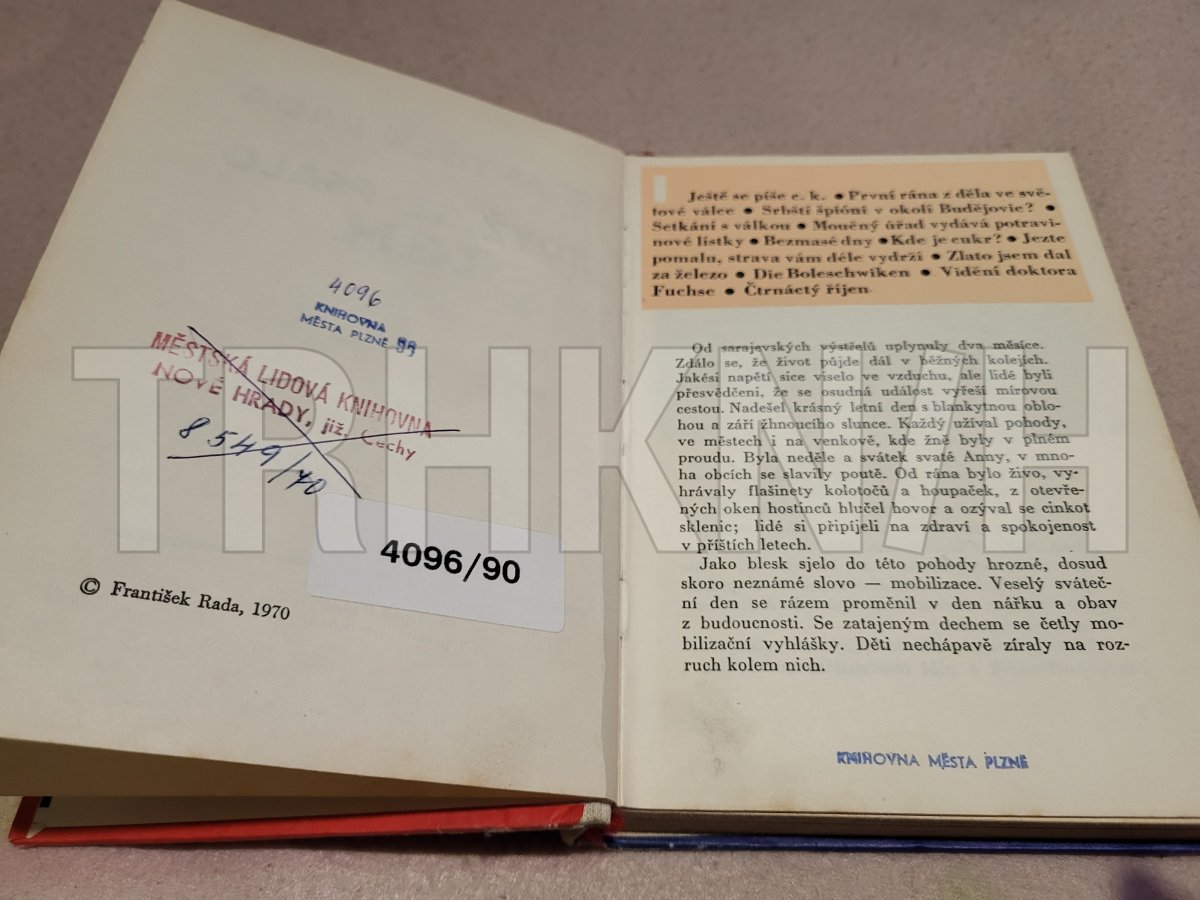 4096
KNIHOVNA
MĚSTA PLZNĚ
MĚSTSKÁ LIDOVÁ KNIHOVNA
NOVÉ HRADY, již. Čechy
8549/70
4096/90
© František Rada, 1970
I
Ještě se píše c. k. ● První rána z děla ve svě-
tové válce ● Srbští špióni v okolí Budějovic? ●
Setkání s válkou ● Moučný úřad vydává potravi-
nové lístky ● Bezmasé dny ● Kde je cukr? ● Jezte
pomalu, strava vám déle vydrží ● Zlato jsem dal
za železo ● Die Boleschwiken ● Vidění doktora
Fuchse ● Čtrnáctý říjen
Od sarajevských výstřelů uplynuly dva měsíce.
Zdálo se, že život půjde dál v běžných kolejích.
Jakési napětí sice viselo ve vzduchu, ale lidé byli
přesvědčeni, že se osudná událost vyřeší mírovou
cestou. Nadešel krásný letní den s blankytnou oblo-
hou a září žhnoucího slunce. Každý užíval pohody,
ve městech i na venkově, kde žně byly v plném
proudu. Byla neděle a svátek svaté Anny, v mno-
ha obcích se slavily poutě. Od rána bylo živo, vy-
hrávaly flašinety kolotočů a houpaček, z otevře-
ných oken hostinců hlučel hovor a ozýval se cinkot
sklenic; lidé si připíjeli na zdraví a spokojenost
v příštích letech.
Jako blesk sjelo do této pohody hrozné, dosud
skoro neznámé slovo — mobilizace. Veselý sváteč-
ní den se rázem proměnil v den nářku a obav
z budoucnosti. Se zatajeným dechem se četly mo-
bilizační vyhlášky. Děti nechápavě zíraly na roz-
ruch kolem nich.
KNIHOVNA MĚSTA PLZNĚ
TRHKNIH